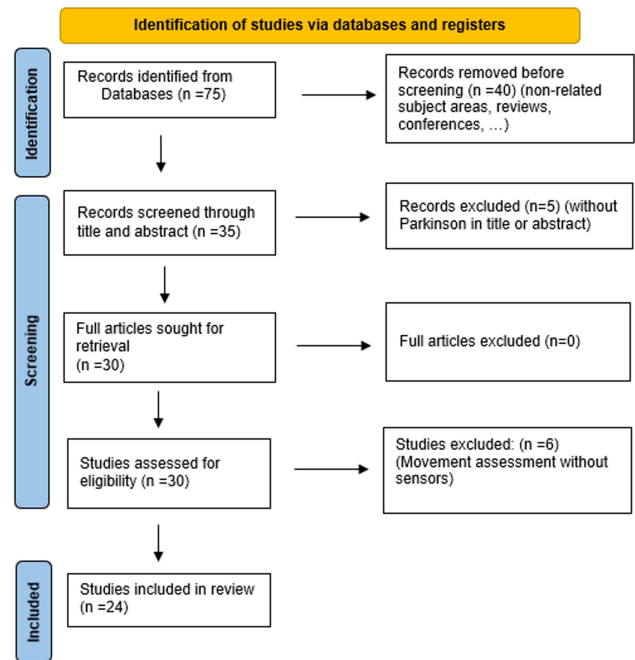 Identification of studies via databases and registers
Identification
Records identified from
Databases (n =75)
Records removed before
screening (n =40) (non-related
subject areas, reviews,
conferences, …)
Screening
Records screened through
title and abstract (n =35)
Records excluded (n=5) (without
Parkinson in title or abstract)
Full articles sought for
retrieval
(n =30)
Full articles excluded (n=0)
Studies assessed for
eligibility (n =30)
Studies excluded: (n =6)
(Movement assessment without
sensors)
Included
Studies included in review
(n =24)